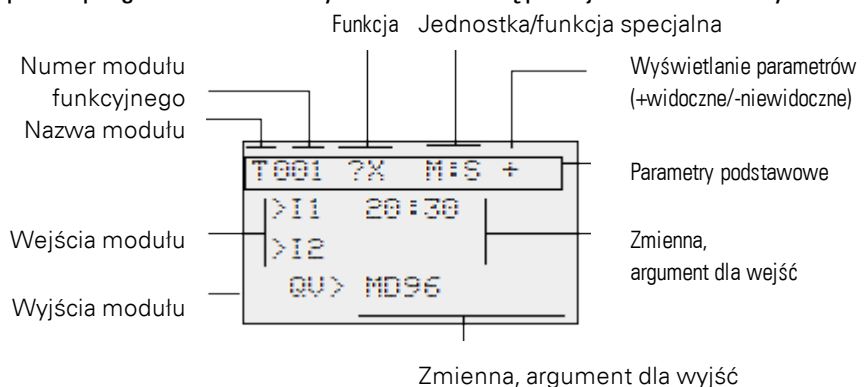 Funkcja Jednostka/funkcja specjalna
Numer modułu
funkcyjnego
Nazwa modułu
Wyświetlanie parametrów
(+widoczne/-niewidoczne)
T001 ?X M:S +
Parametry podstawowe
>I1 20:30
>I2
Wejścia modułu
Zmienna,
argument dla wejść
QV> MD96
Wyjścia modułu
Zmienna, argument dla wyjść